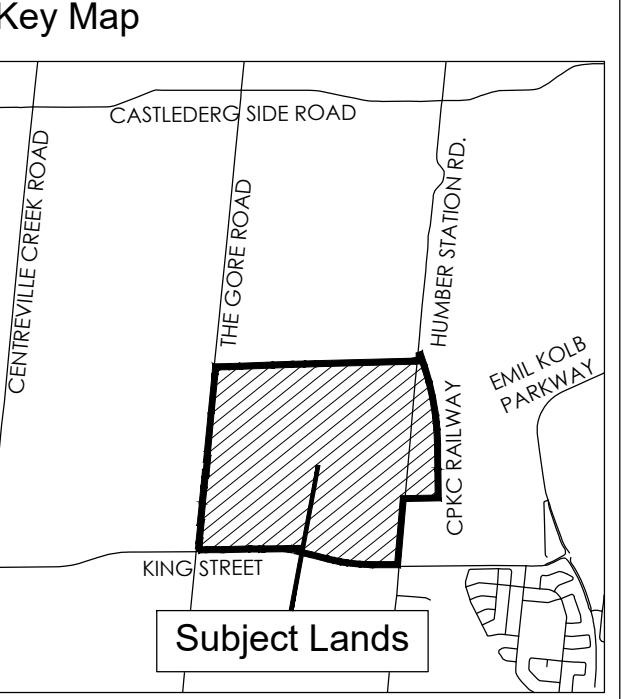 Key Map
CASTLEDERG SIDE ROAD
CENTREVILLE CREEK ROAD
THE GORE ROAD
HUMBER STATION RD.
EMIL KOLB
PARKWAY
CPKC RAILWAY
KING STREET
Subject Lands